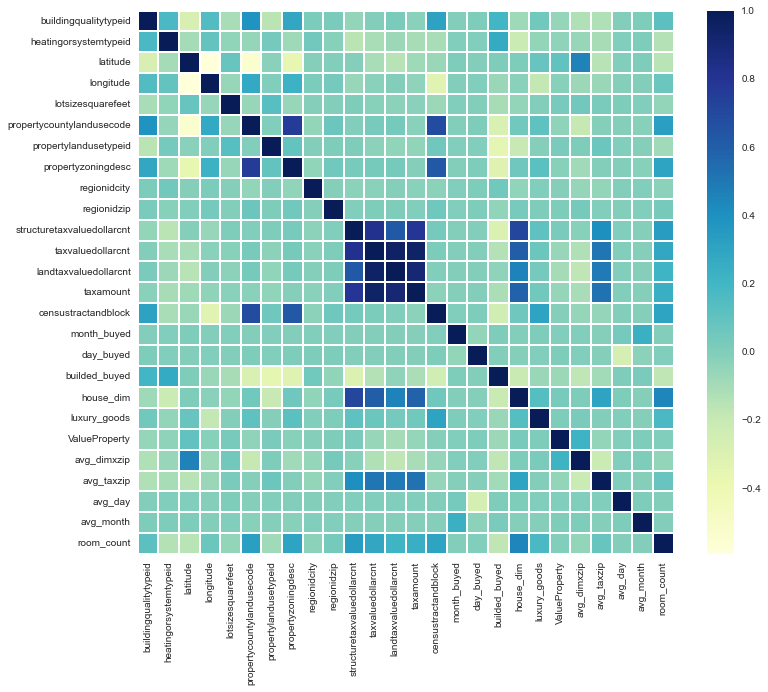 buildingqualitytypeid
heatingorsystemtypeid
latitude
longitude
lotsizesquarefeet
propertycountylandusecode
propertylandusetypeid
propertyzoningdesc
regionidcity
regionidzip
structuretaxvaluedollarcnt
taxvaluedollarcnt
landtaxvaluedollarcnt
taxamount
censustractandblock
month_buyed
day_buyed
builded_buyed
house_dim
luxury_goods
ValueProperty
avg_dimxzip
avg_taxzip
avg_day
avg_month
room_count
buildingqualitytypeid
heatingorsystemtypeid
latitude
longitude
lotsizesquarefeet
propertycountylandusecode
propertylandusetypeid
propertyzoningdesc
regionidcity
regionidzip
structuretaxvaluedollarcnt
taxvaluedollarcnt
landtaxvaluedollarcnt
taxamount
censustractandblock
month_buyed
day_buyed
builded_buyed
house_dim
luxury_goods
ValueProperty
avg_dimxzip
avg_taxzip
avg_day
avg_month
room_count
1.0
0.8
0.6
0.4
0.2
0.0
−0.4